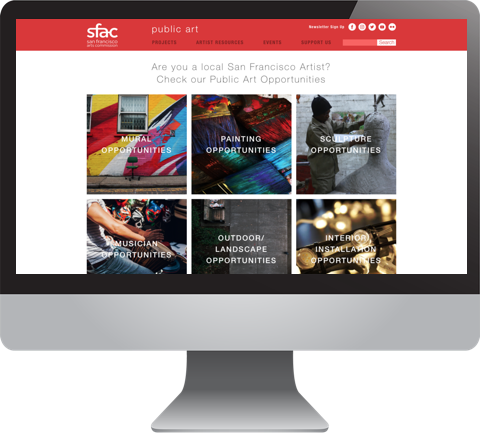 sfac
san francisco
arts commission
public art
Newsletter Sign Up
PROJECTS ARTIST RESOURCES EVENTS SUPPORT US
Search
Are you a local San Francisco Artist?
Check our Public Art Opportunities
MURAL
OPPORTUNITIES
PAINTING
OPPORTUNITIES
SCULPTURE
OPPORTUNITIES
MUSICIAN
OPPORTUNITIES
OUTDOOR/
LANDSCAPE
OPPORTUNITIES
INTERIOR/
INSTALLATION
OPPORTUNITIES